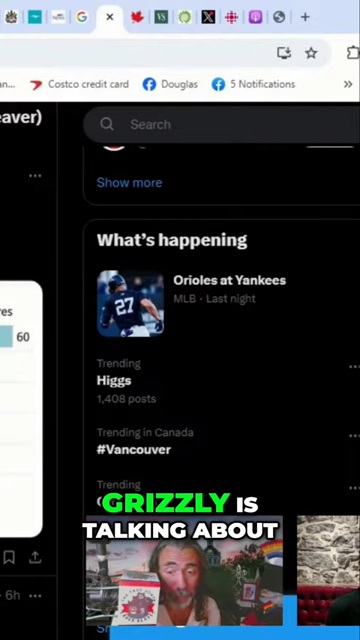 an...
Costco credit card
Douglas
5 Notifications
eaver)
Search
Show more
What's happening
Orioles at Yankees
MLB · Last night
27
60
Trending
Higgs
1,408 posts
Trending in Canada
#Vancouver
Trending
GRIZZLY IS
TALKING ABOUT
6h